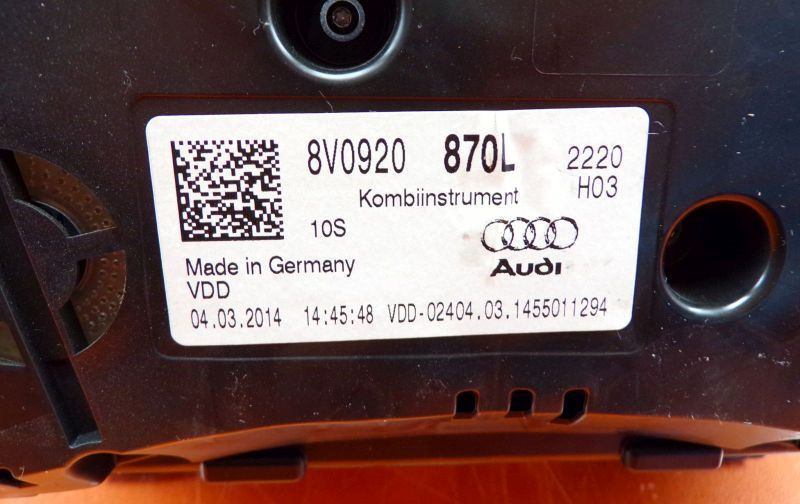 8V0920 870L 2220
Kombiinstrument H03
10S
Audi
Made in Germany
VDD
04.03.2014 14:45:48 VDD-02404.03.1455011294